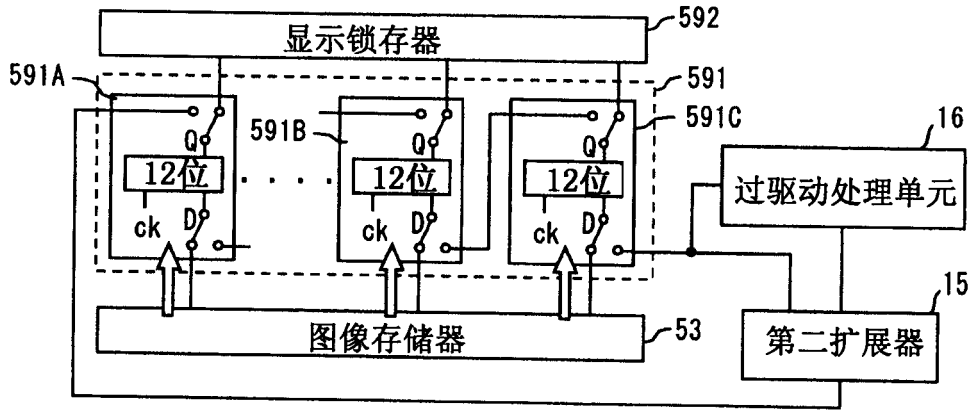 显示锁存器
592
591A
591
591B
591C
Q
12位
D
ck
Q
12位
D
ck
Q
12位
D
ck
16
过驱动处理单元
15
第二扩展器
图像存储器
53